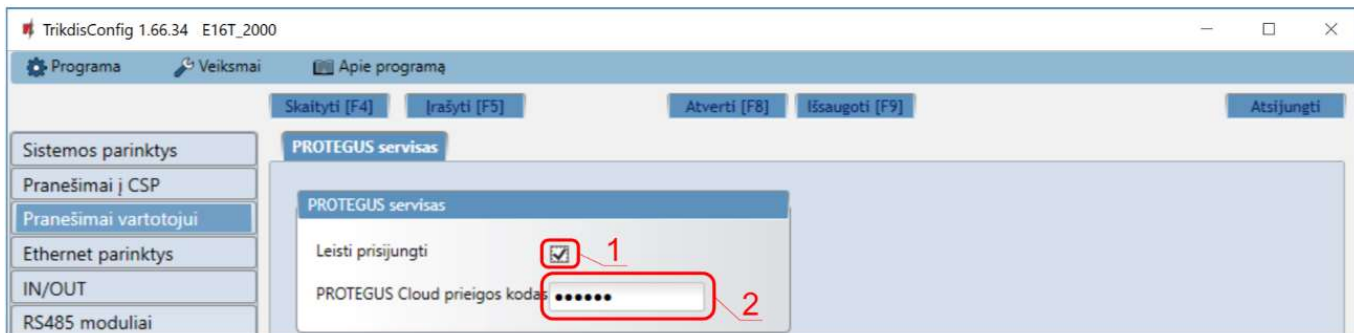 TrikdisConfig 1.66.34 E16T_2000
Programa Veiksmai Apie programą
Skaityti [F4] Įrašyti [F5] Atverti [F8] Išsaugoti [F9] Atsijungti
Sistemos parinktys
PROTEGUS servisas
Pranešimai į CSP
Pranešimai vartotojui
Ethernet parinktys
IN/OUT
RS485 moduliai
PROTEGUS servisas
Leisti prisijungti 1
PROTEGUS Cloud prieigos kodas •••••• 2